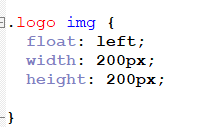 .logo img {
float: left;
width: 200px;
height: 200px;
}